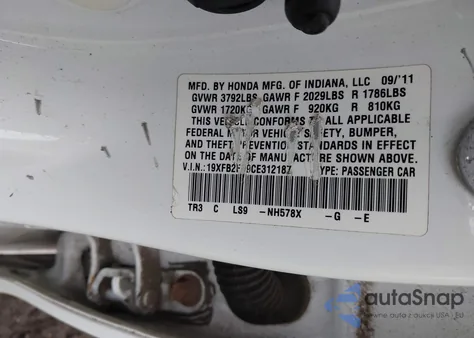 MFD. BY HONDA MFG. OF INDIANA, LLC 09/'11
GVWR 3792LBS GAWR F 2029LBS R 1786LBS
GVWR 1720KG GAWR F 920KG R 810KG
THIS VEHICLE CONFORMS TO ALL APPLICABLE
FEDERAL MOTOR VEHICLE SAFETY, BUMPER,
AND THEFT PREVENTION STANDARDS IN EFFECT
ON THE DATE OF MANUFACTURE SHOWN ABOVE.
V.I.N.: TYPE: PASSENGER CAR
TR3 C LS9 -NH578X -G -E
autoSnap